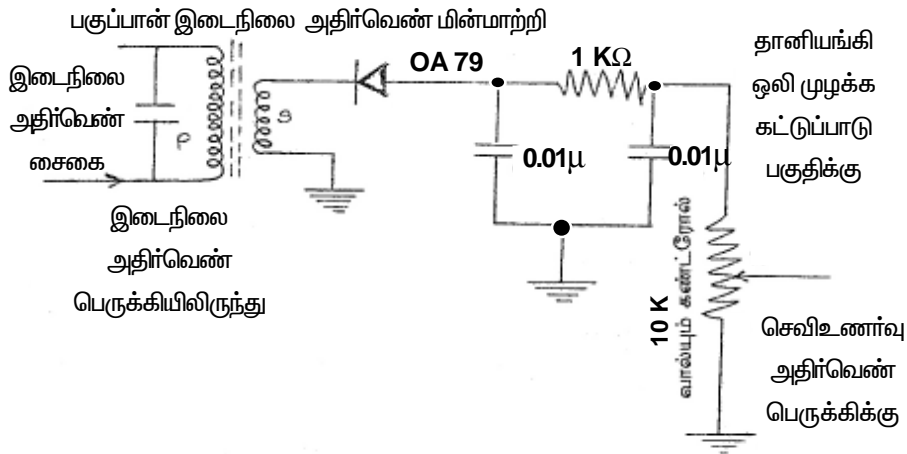 பகுப்பான் இடைநிலை அதிர்வெண் மின்மாற்றி
இடைநிலை
அதிர்வெண்
சைகை
P
S
OA 79
1 KΩ
தானியங்கி
ஒலி முழக்க
கட்டுப்பாடு
பகுதிக்கு
0.01μ
0.01μ
இடைநிலை
அதிர்வெண்
பெருக்கியிலிருந்து
10 K
வால்யும் கண்ட்ரோல்
செவிஉணர்வு
அதிர்வெண்
பெருக்கிக்கு